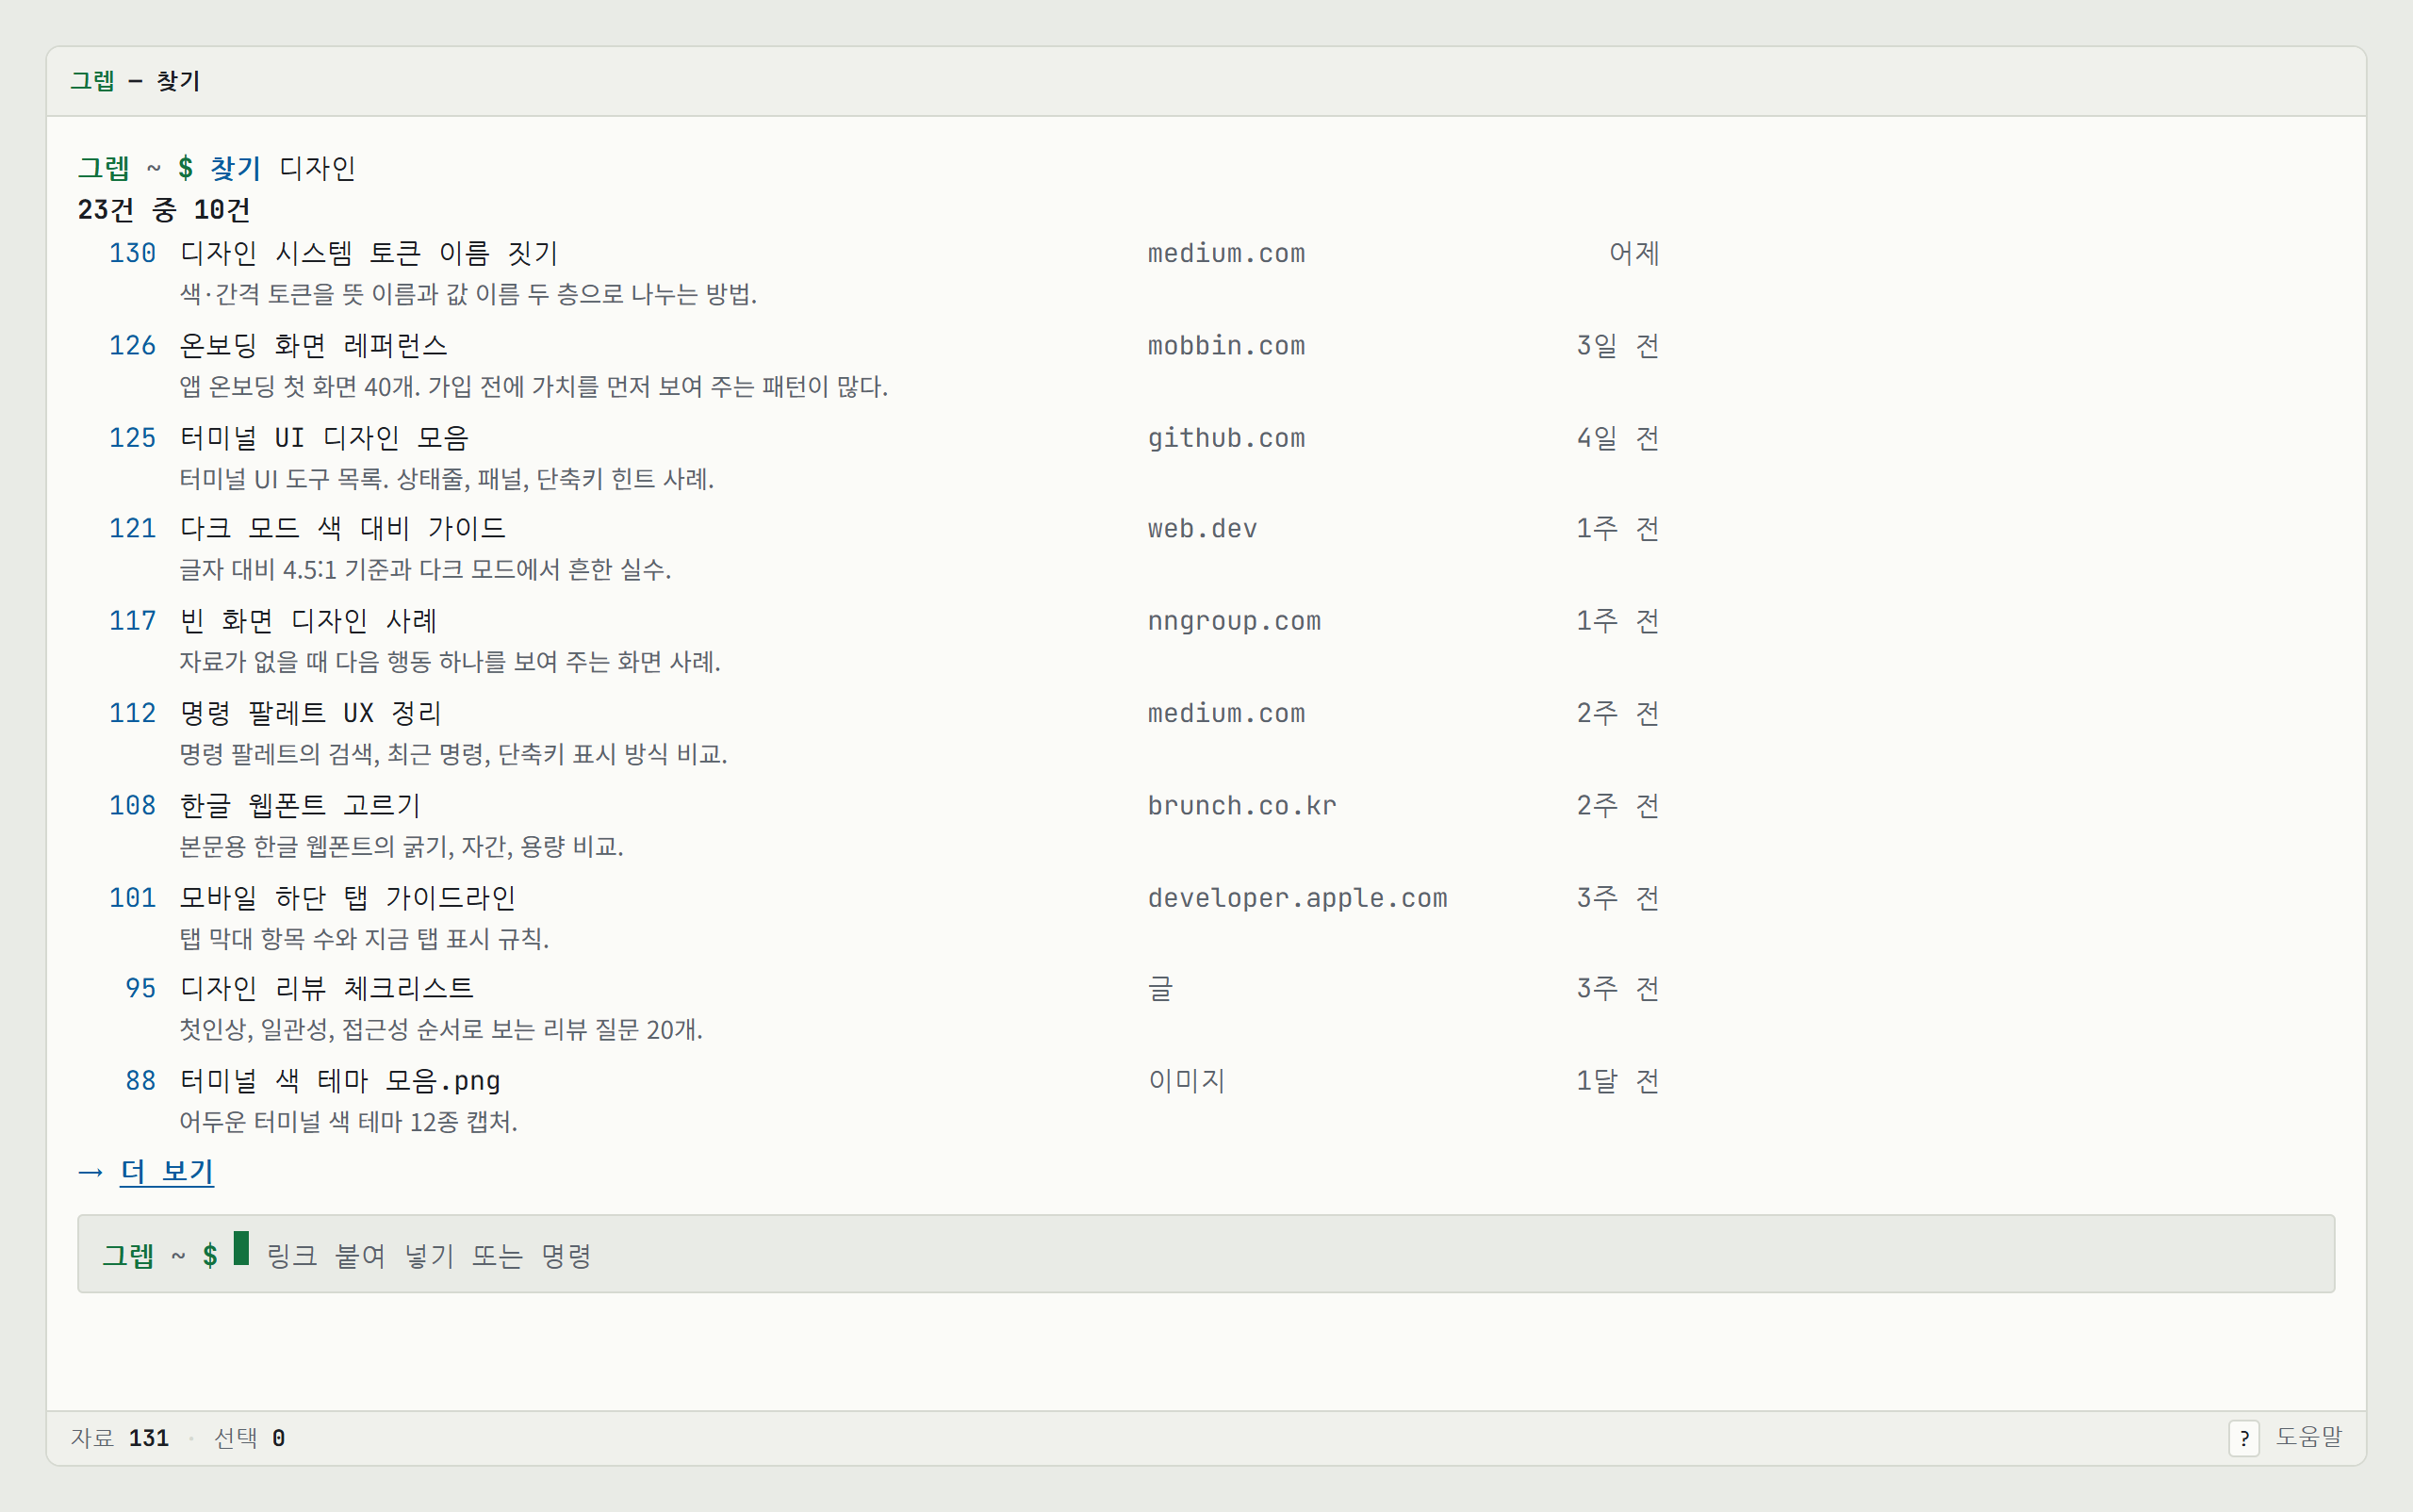 그렙 — 찾기
그렙 ~ $ 찾기 디자인
23건 중 10건
130 디자인 시스템 토큰 이름 짓기 medium.com 어제
색·간격 토큰을 뜻 이름과 값 이름 두 층으로 나누는 방법.
126 온보딩 화면 레퍼런스 mobbin.com 3일 전
앱 온보딩 첫 화면 40개. 가입 전에 가치를 먼저 보여 주는 패턴이 많다.
125 터미널 UI 디자인 모음 github.com 4일 전
터미널 UI 도구 목록. 상태줄, 패널, 단축키 힌트 사례.
121 다크 모드 색 대비 가이드 web.dev 1주 전
글자 대비 4.5:1 기준과 다크 모드에서 흔한 실수.
117 빈 화면 디자인 사례 nngroup.com 1주 전
자료가 없을 때 다음 행동 하나를 보여 주는 화면 사례.
112 명령 팔레트 UX 정리 medium.com 2주 전
명령 팔레트의 검색, 최근 명령, 단축키 표시 방식 비교.
108 한글 웹폰트 고르기 brunch.co.kr 2주 전
본문용 한글 웹폰트의 굵기, 자간, 용량 비교.
101 모바일 하단 탭 가이드라인 developer.apple.com 3주 전
탭 막대 항목 수와 지금 탭 표시 규칙.
95 디자인 리뷰 체크리스트 글 3주 전
첫인상, 일관성, 접근성 순서로 보는 리뷰 질문 20개.
88 터미널 색 테마 모음.png 이미지 1달 전
어두운 터미널 색 테마 12종 캡처.
→ 더 보기
그렙 ~ $ 링크 붙여 넣기 또는 명령
자료 131 · 선택 0 ? 도움말